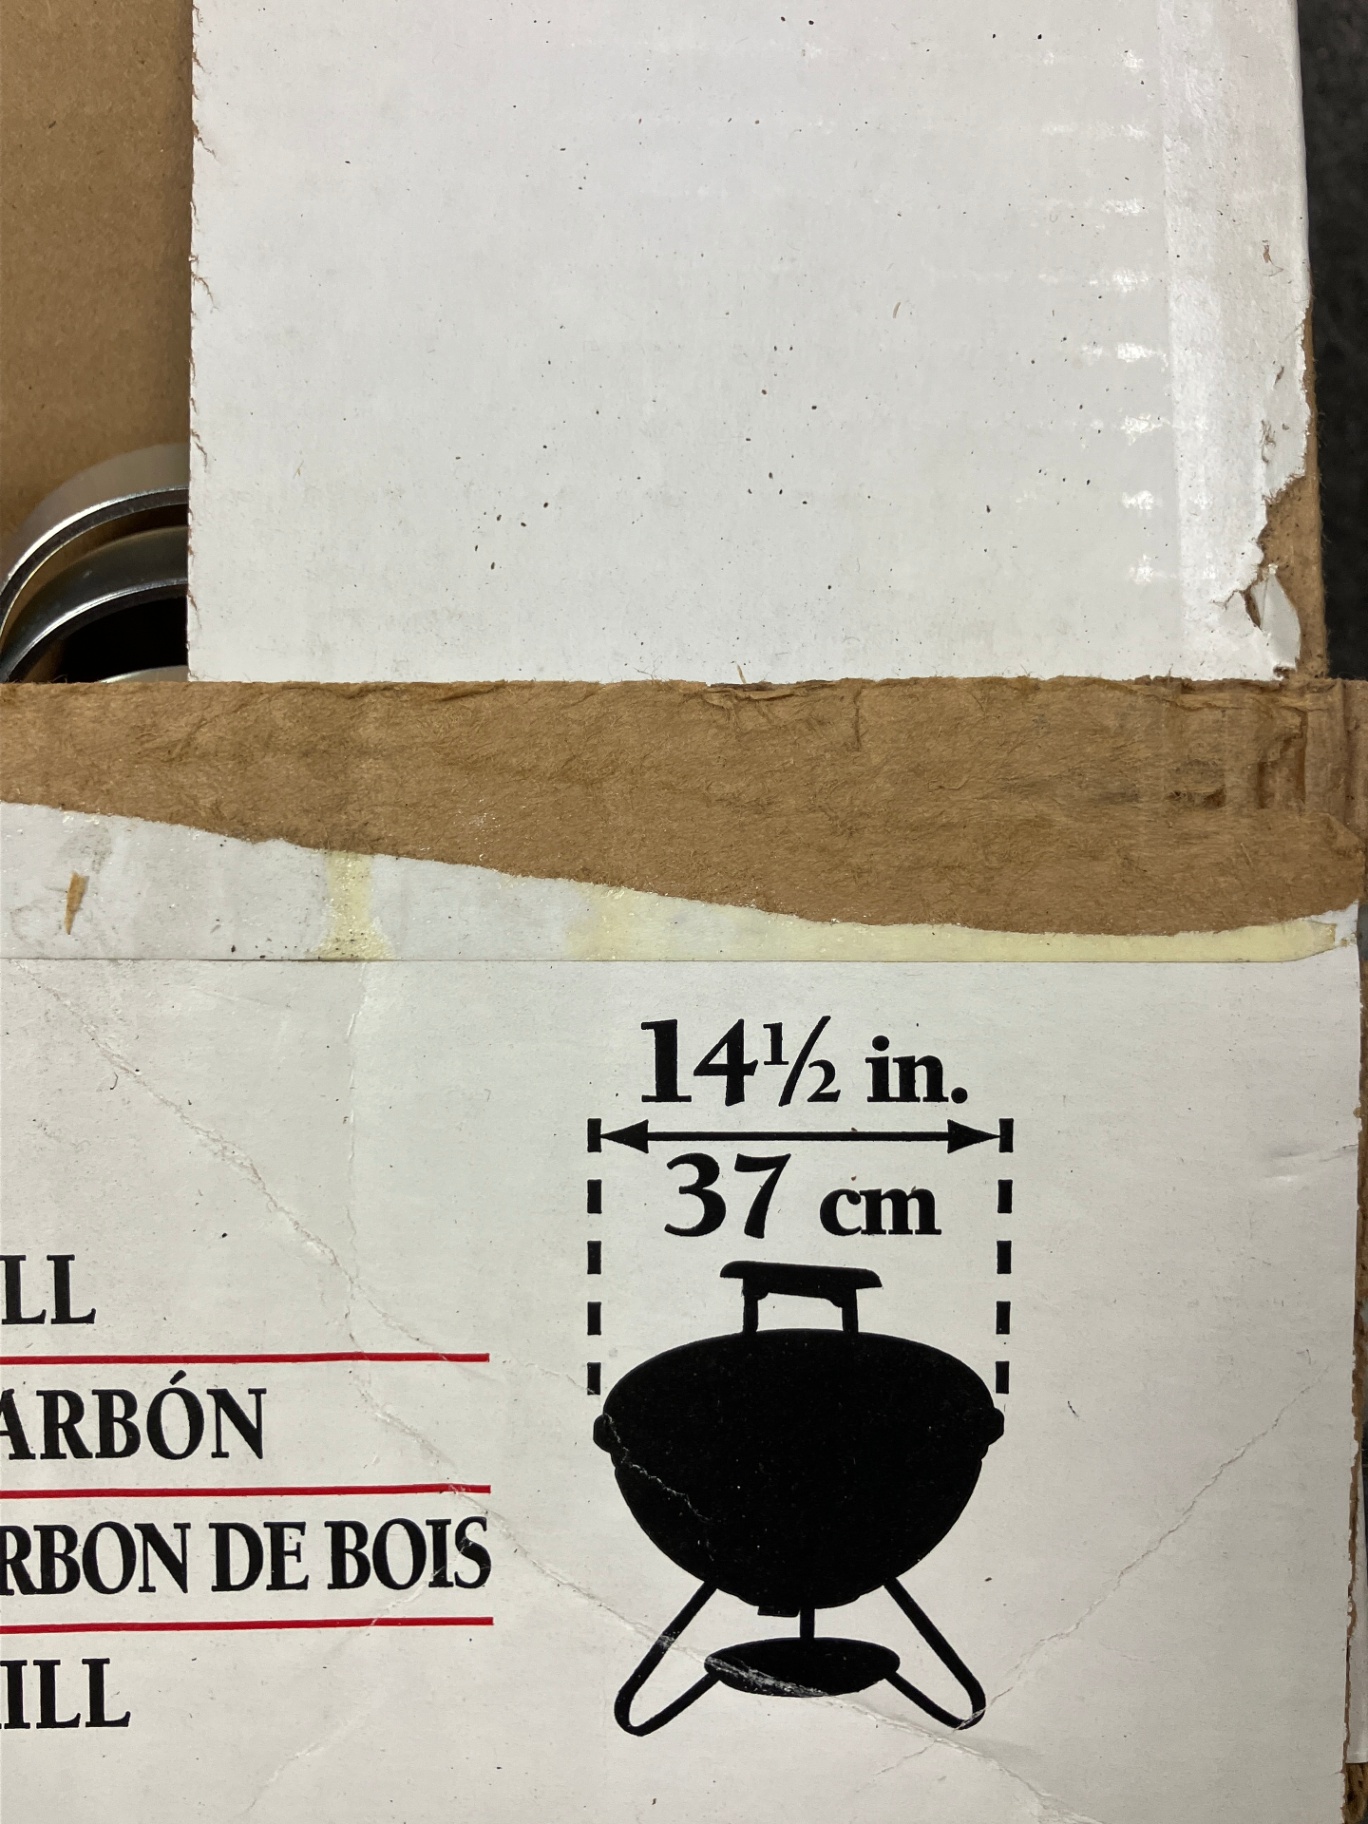 14½ in.
37 cm
LL
ARBÓN
RBON DE BOIS
ILL